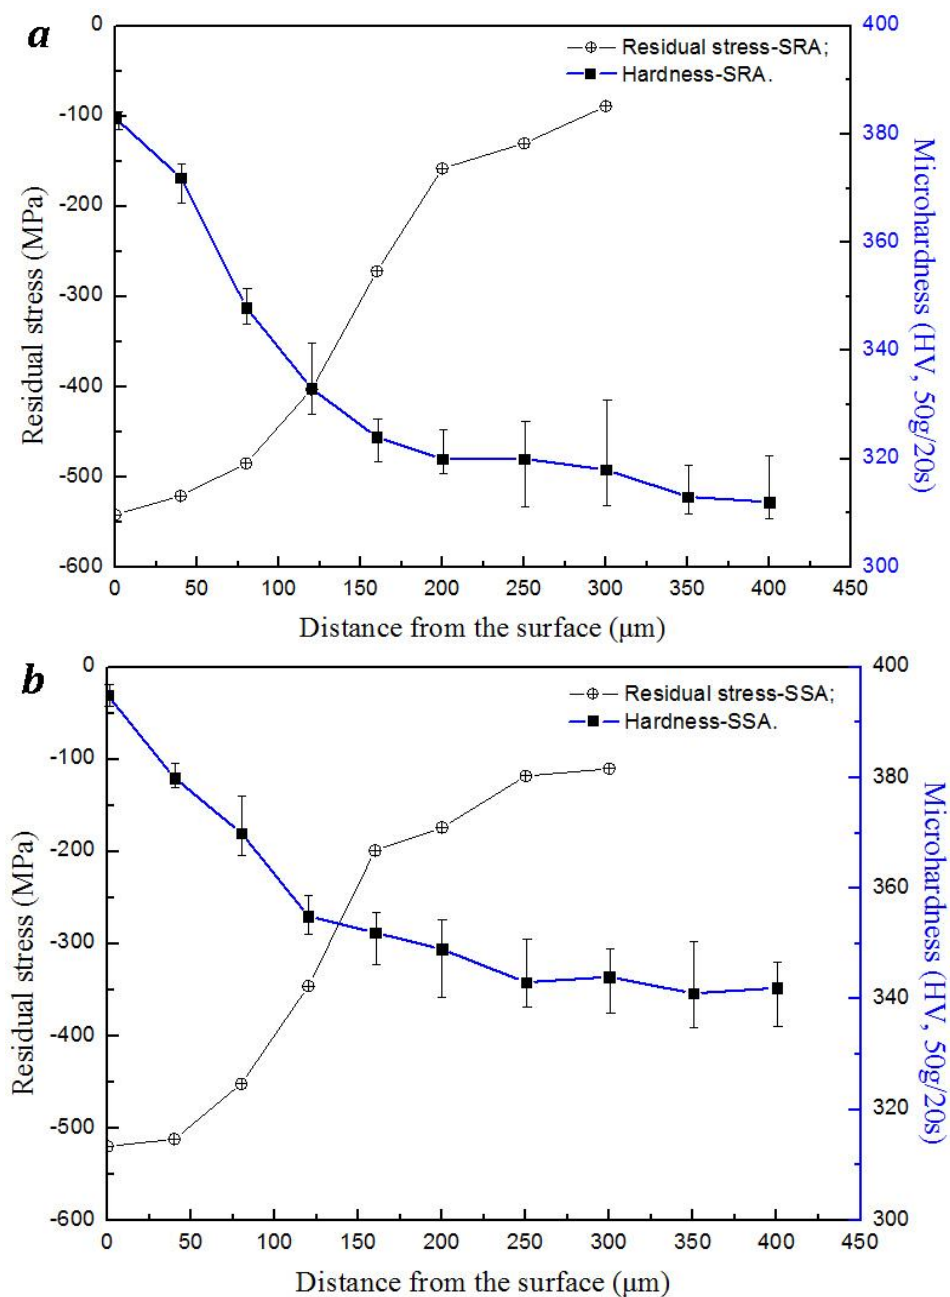 a
Residual stress-SRA;
Hardness-SRA.
0
-100
-200
-300
-400
-500
-600
Residual stress (MPa)
400
380
360
340
320
300
Microhardness (HV, 50g/20s)
0 50 100 150 200 250 300 350 400 450
Distance from the surface (μm)
b
Residual stress-SSA;
Hardness-SSA.
0
-100
-200
-300
-400
-500
-600
Residual stress (MPa)
400
380
360
340
320
300
Microhardness (HV, 50g/20s)
0 50 100 150 200 250 300 350 400 450
Distance from the surface (μm)